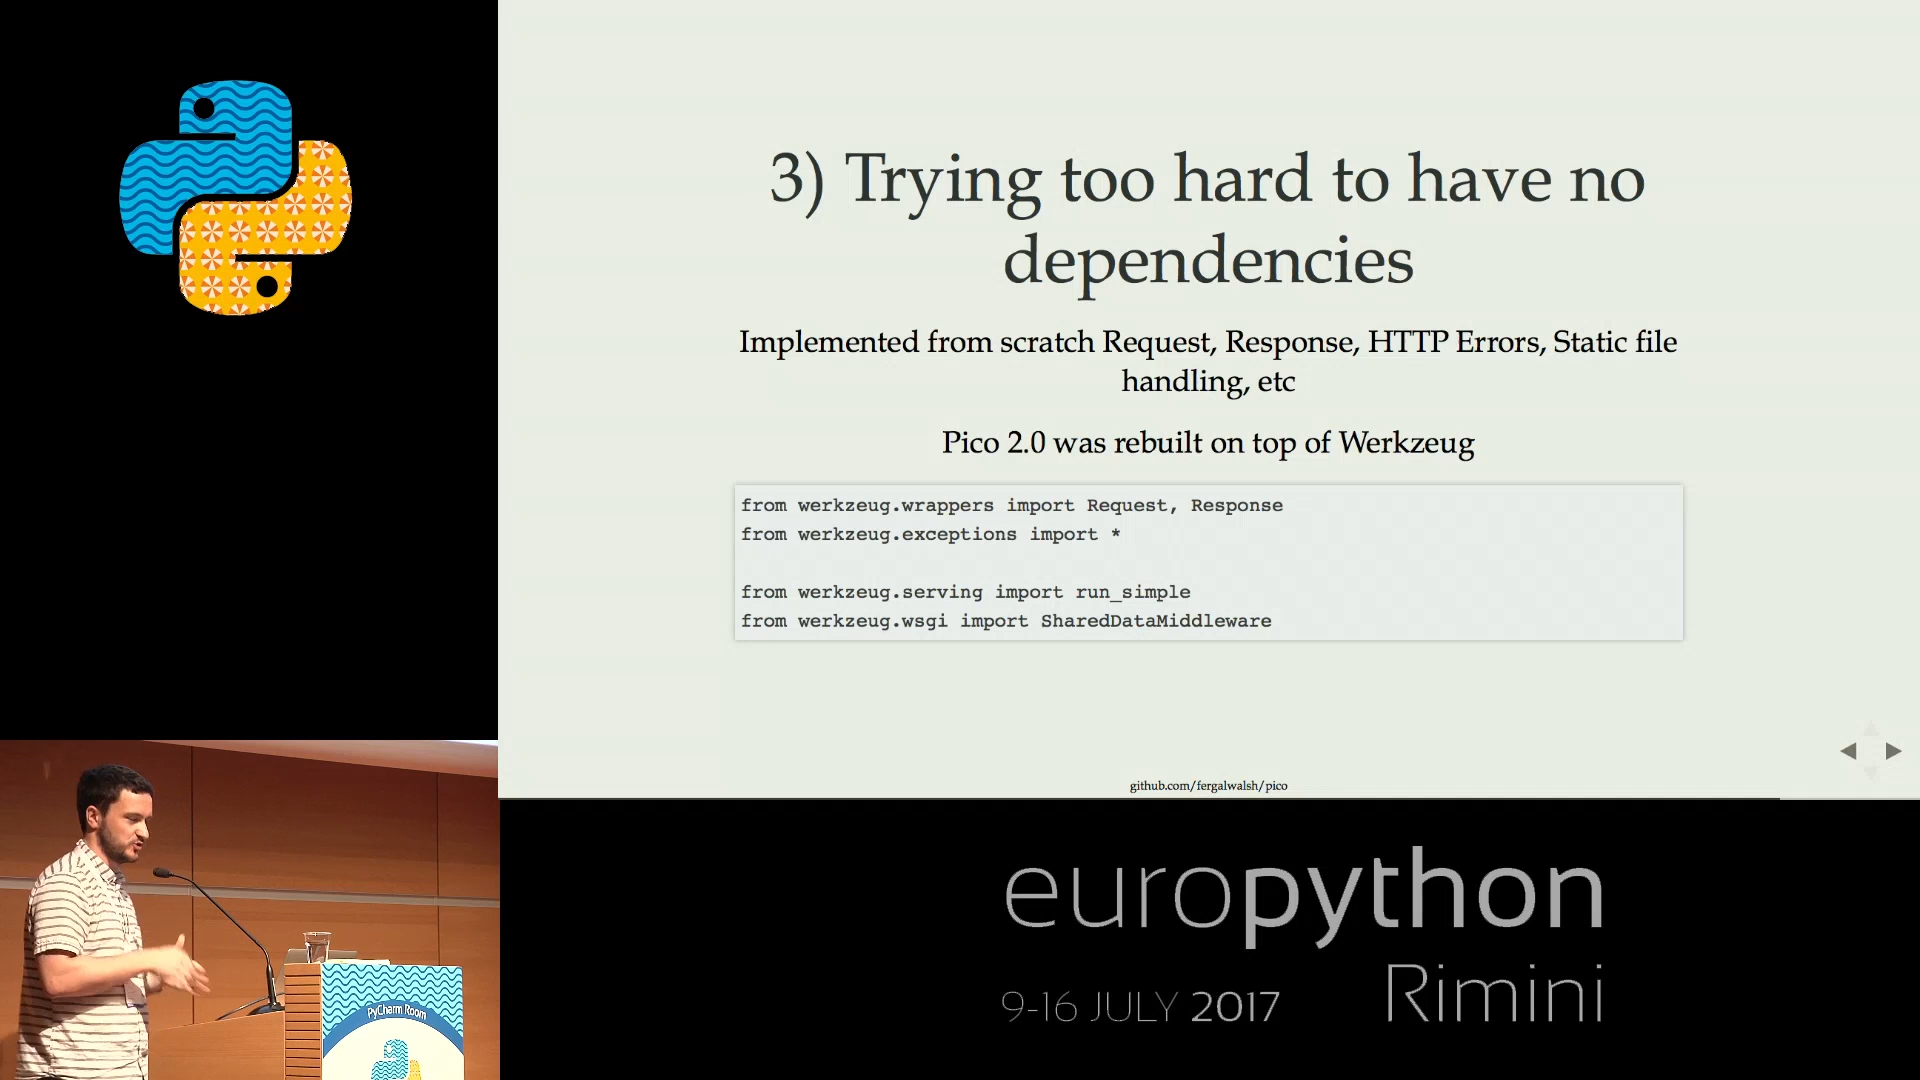 3) Trying too hard to have no
dependencies
Implemented from scratch Request, Response, HTTP Errors, Static file
handling, etc
Pico 2.0 was rebuilt on top of Werkzeug
from werkzeug.wrappers import Request, Response
from werkzeug.exceptions import *
from werkzeug.serving import run_simple
from werkzeug.wsgi import SharedDataMiddleware
github.com/fergalwalsh/pico
PyCharm Room
europython
9-16 JULY 2017
Rimini